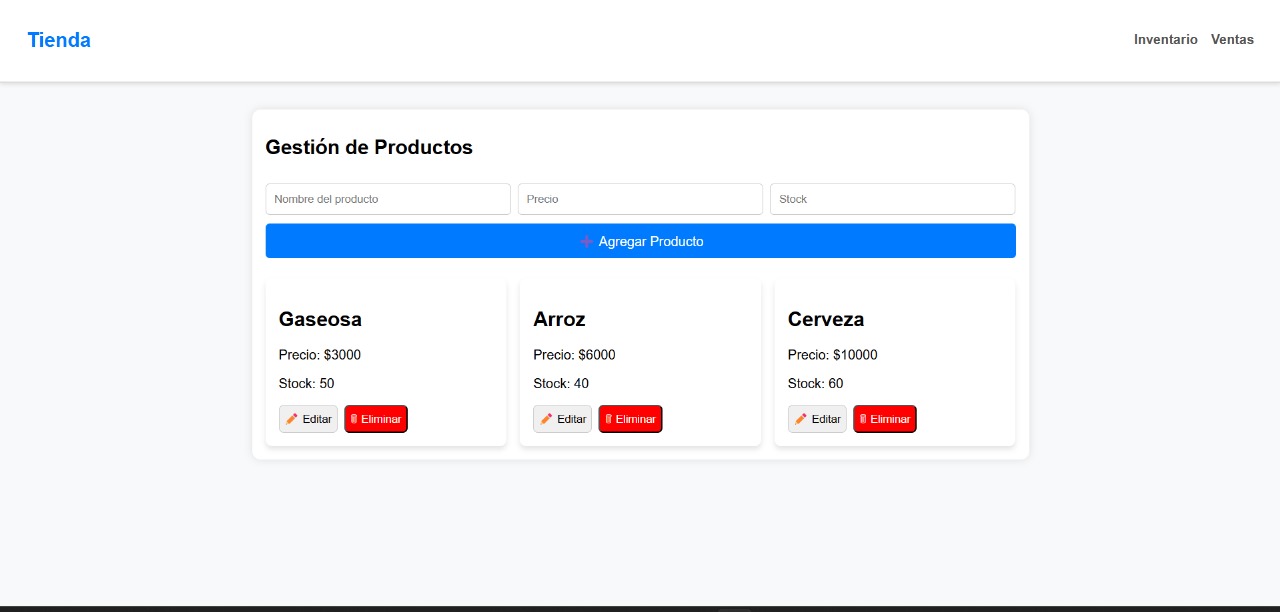 Tienda
Inventario Ventas
Gestión de Productos
Nombre del producto Precio Stock
➕ Agregar Producto
Gaseosa Arroz Cerveza
Precio: $3000 Precio: $6000 Precio: $10000
Stock: 50 Stock: 40 Stock: 60
Editar Eliminar Editar Eliminar Editar Eliminar